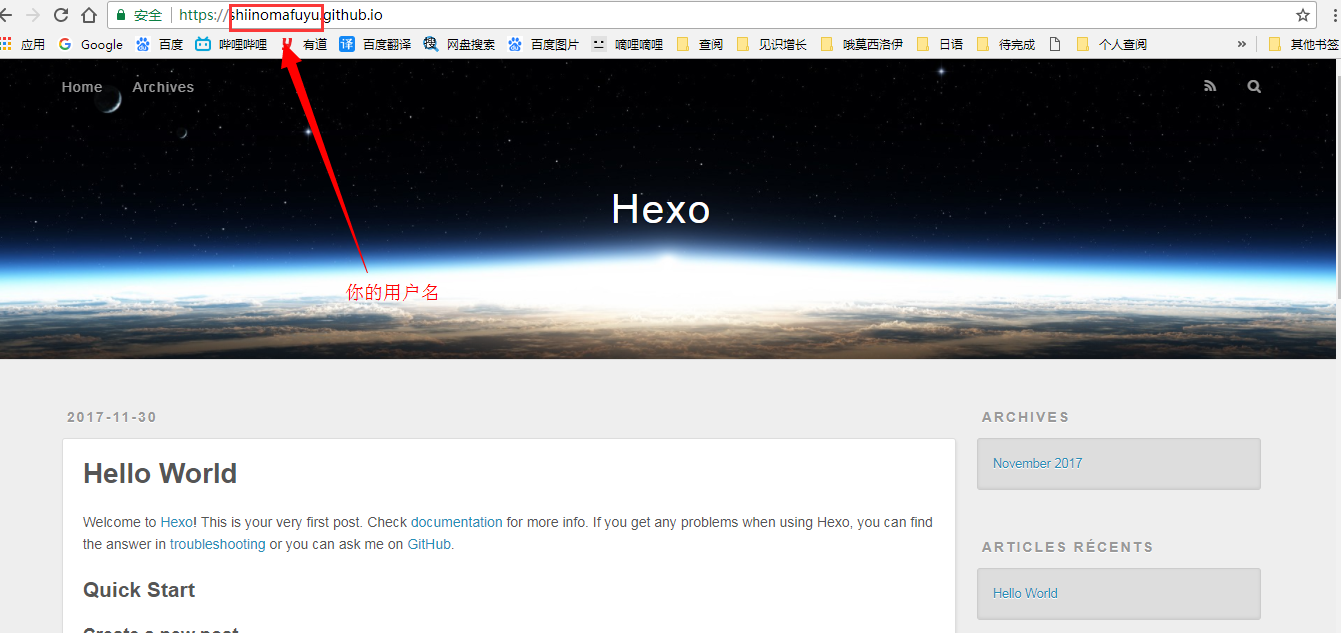 安全 https://shiinomafuyu.github.io
应用 Google 百度 哔哩哔哩 有道 译 百度翻译 网盘搜索 百度图片 嘀哩嘀哩 查阅 见识增长 哦莫西洛伊 日语 待完成 个人查阅 » 其他书签
Home Archives
Hexo
你的用户名
2017-11-30
Hello World
Welcome to Hexo! This is your very first post. Check documentation for more info. If you get any problems when using Hexo, you can find
the answer in troubleshooting or you can ask me on GitHub.
Quick Start
Create a new post
ARCHIVES
November 2017
ARTICLES RÉCENTS
Hello World